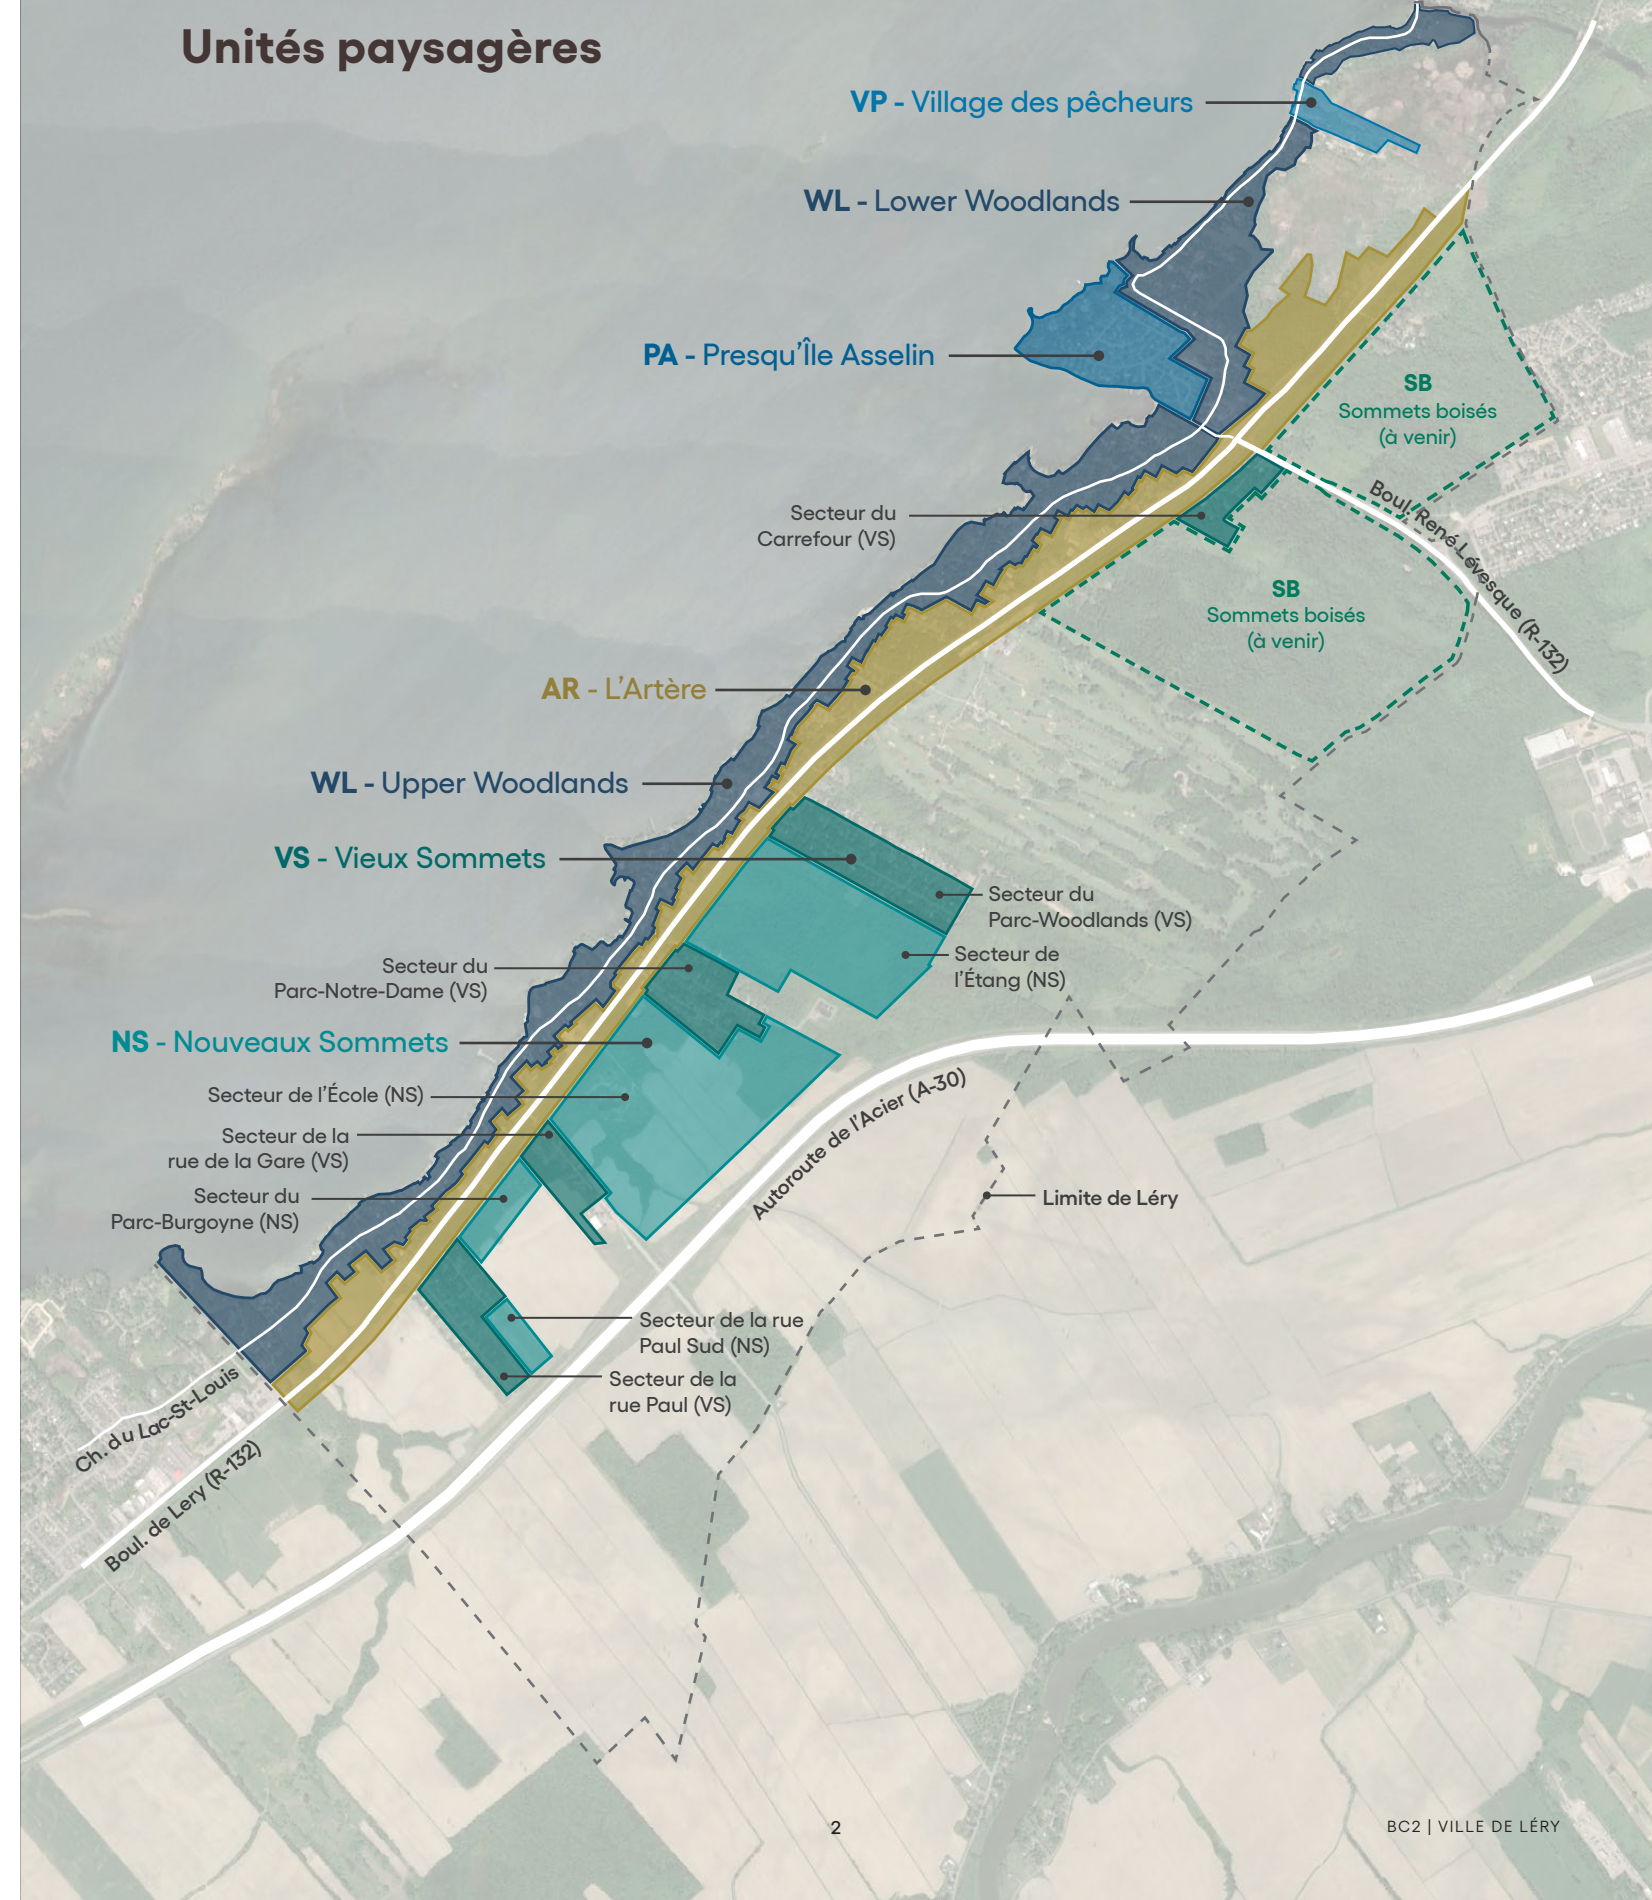 Unités paysagères
VP - Village des pêcheurs
WL - Lower Woodlands
PA - Presqu'Île Asselin
SB
Sommets boisés
(à venir)
Boul. René-Lévesque (R-132)
Secteur du
Carrefour (VS)
SB
Sommets boisés
(à venir)
AR - L'Artère
WL - Upper Woodlands
VS - Vieux Sommets
Secteur du
Parc-Woodlands (VS)
Secteur de
l'Étang (NS)
Secteur du
Parc-Notre-Dame (VS)
NS - Nouveaux Sommets
Secteur de l'École (NS)
Autoroute de l'Acier (A-30)
Secteur de la
rue de la Gare (VS)
Secteur du
Parc-Burgoyne (NS)
Limite de Léry
Secteur de la rue
Paul Sud (NS)
Secteur de la
rue Paul (VS)
Ch. du Lac-St-Louis
Boul. de Lery (R-132)
2
BC2 | VILLE DE LÉRY